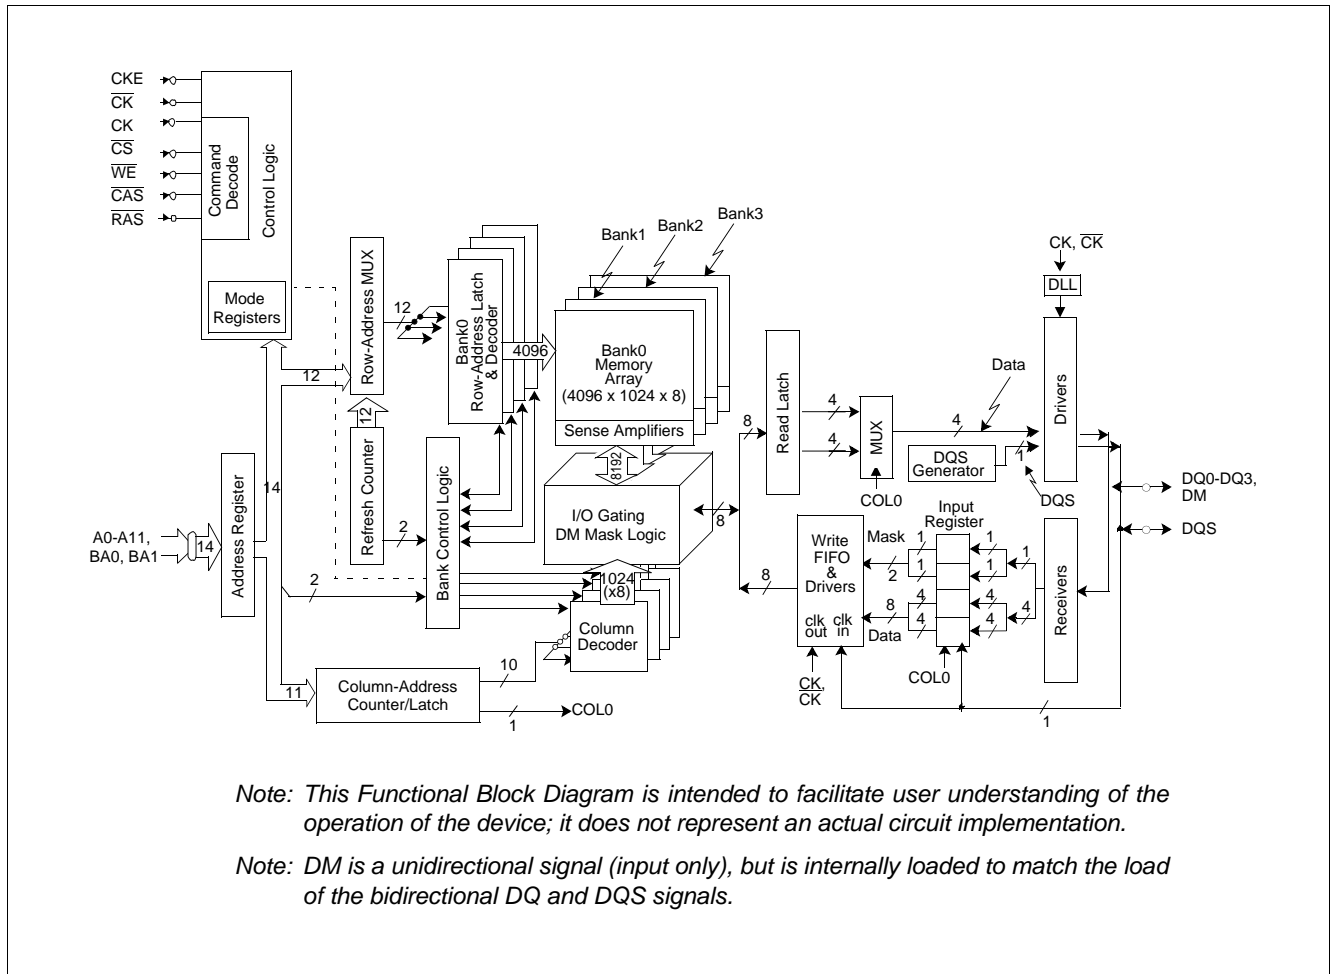 CKE
CK
CK
CS
WE
CAS
RAS
Command
Decode
Control Logic
Mode
Registers
Row-Address MUX
12
12
12
Refresh Counter
Bank0
Row-Address Latch
& Decoder
4096
Bank1
Bank2
Bank3
Bank0
Memory
Array
(4096 x 1024 x 8)
Sense Amplifiers
8192
I/O Gating
DM Mask Logic
8
1024
(x8)
Column
Decoder
Bank Control Logic
2
2
14
Address Register
A0-A11,
BA0, BA1
14
11
Column-Address
Counter/Latch
10
1
COL0
8
Read Latch
4
4
MUX
COL0
4
Data
DQS
Generator
1
DQS
CK, CK
DLL
Drivers
DQ0-DQ3,
DM
DQS
8
Write
FIFO
&
Drivers
clk
out
clk
in
CK,
CK
Mask
2
8
Data
Input
Register
1
1
4
4
1
1
4
4
1
4
COL0
Receivers
1
Note: This Functional Block Diagram is intended to facilitate user understanding of the
operation of the device; it does not represent an actual circuit implementation.
Note: DM is a unidirectional signal (input only), but is internally loaded to match the load
of the bidirectional DQ and DQS signals.